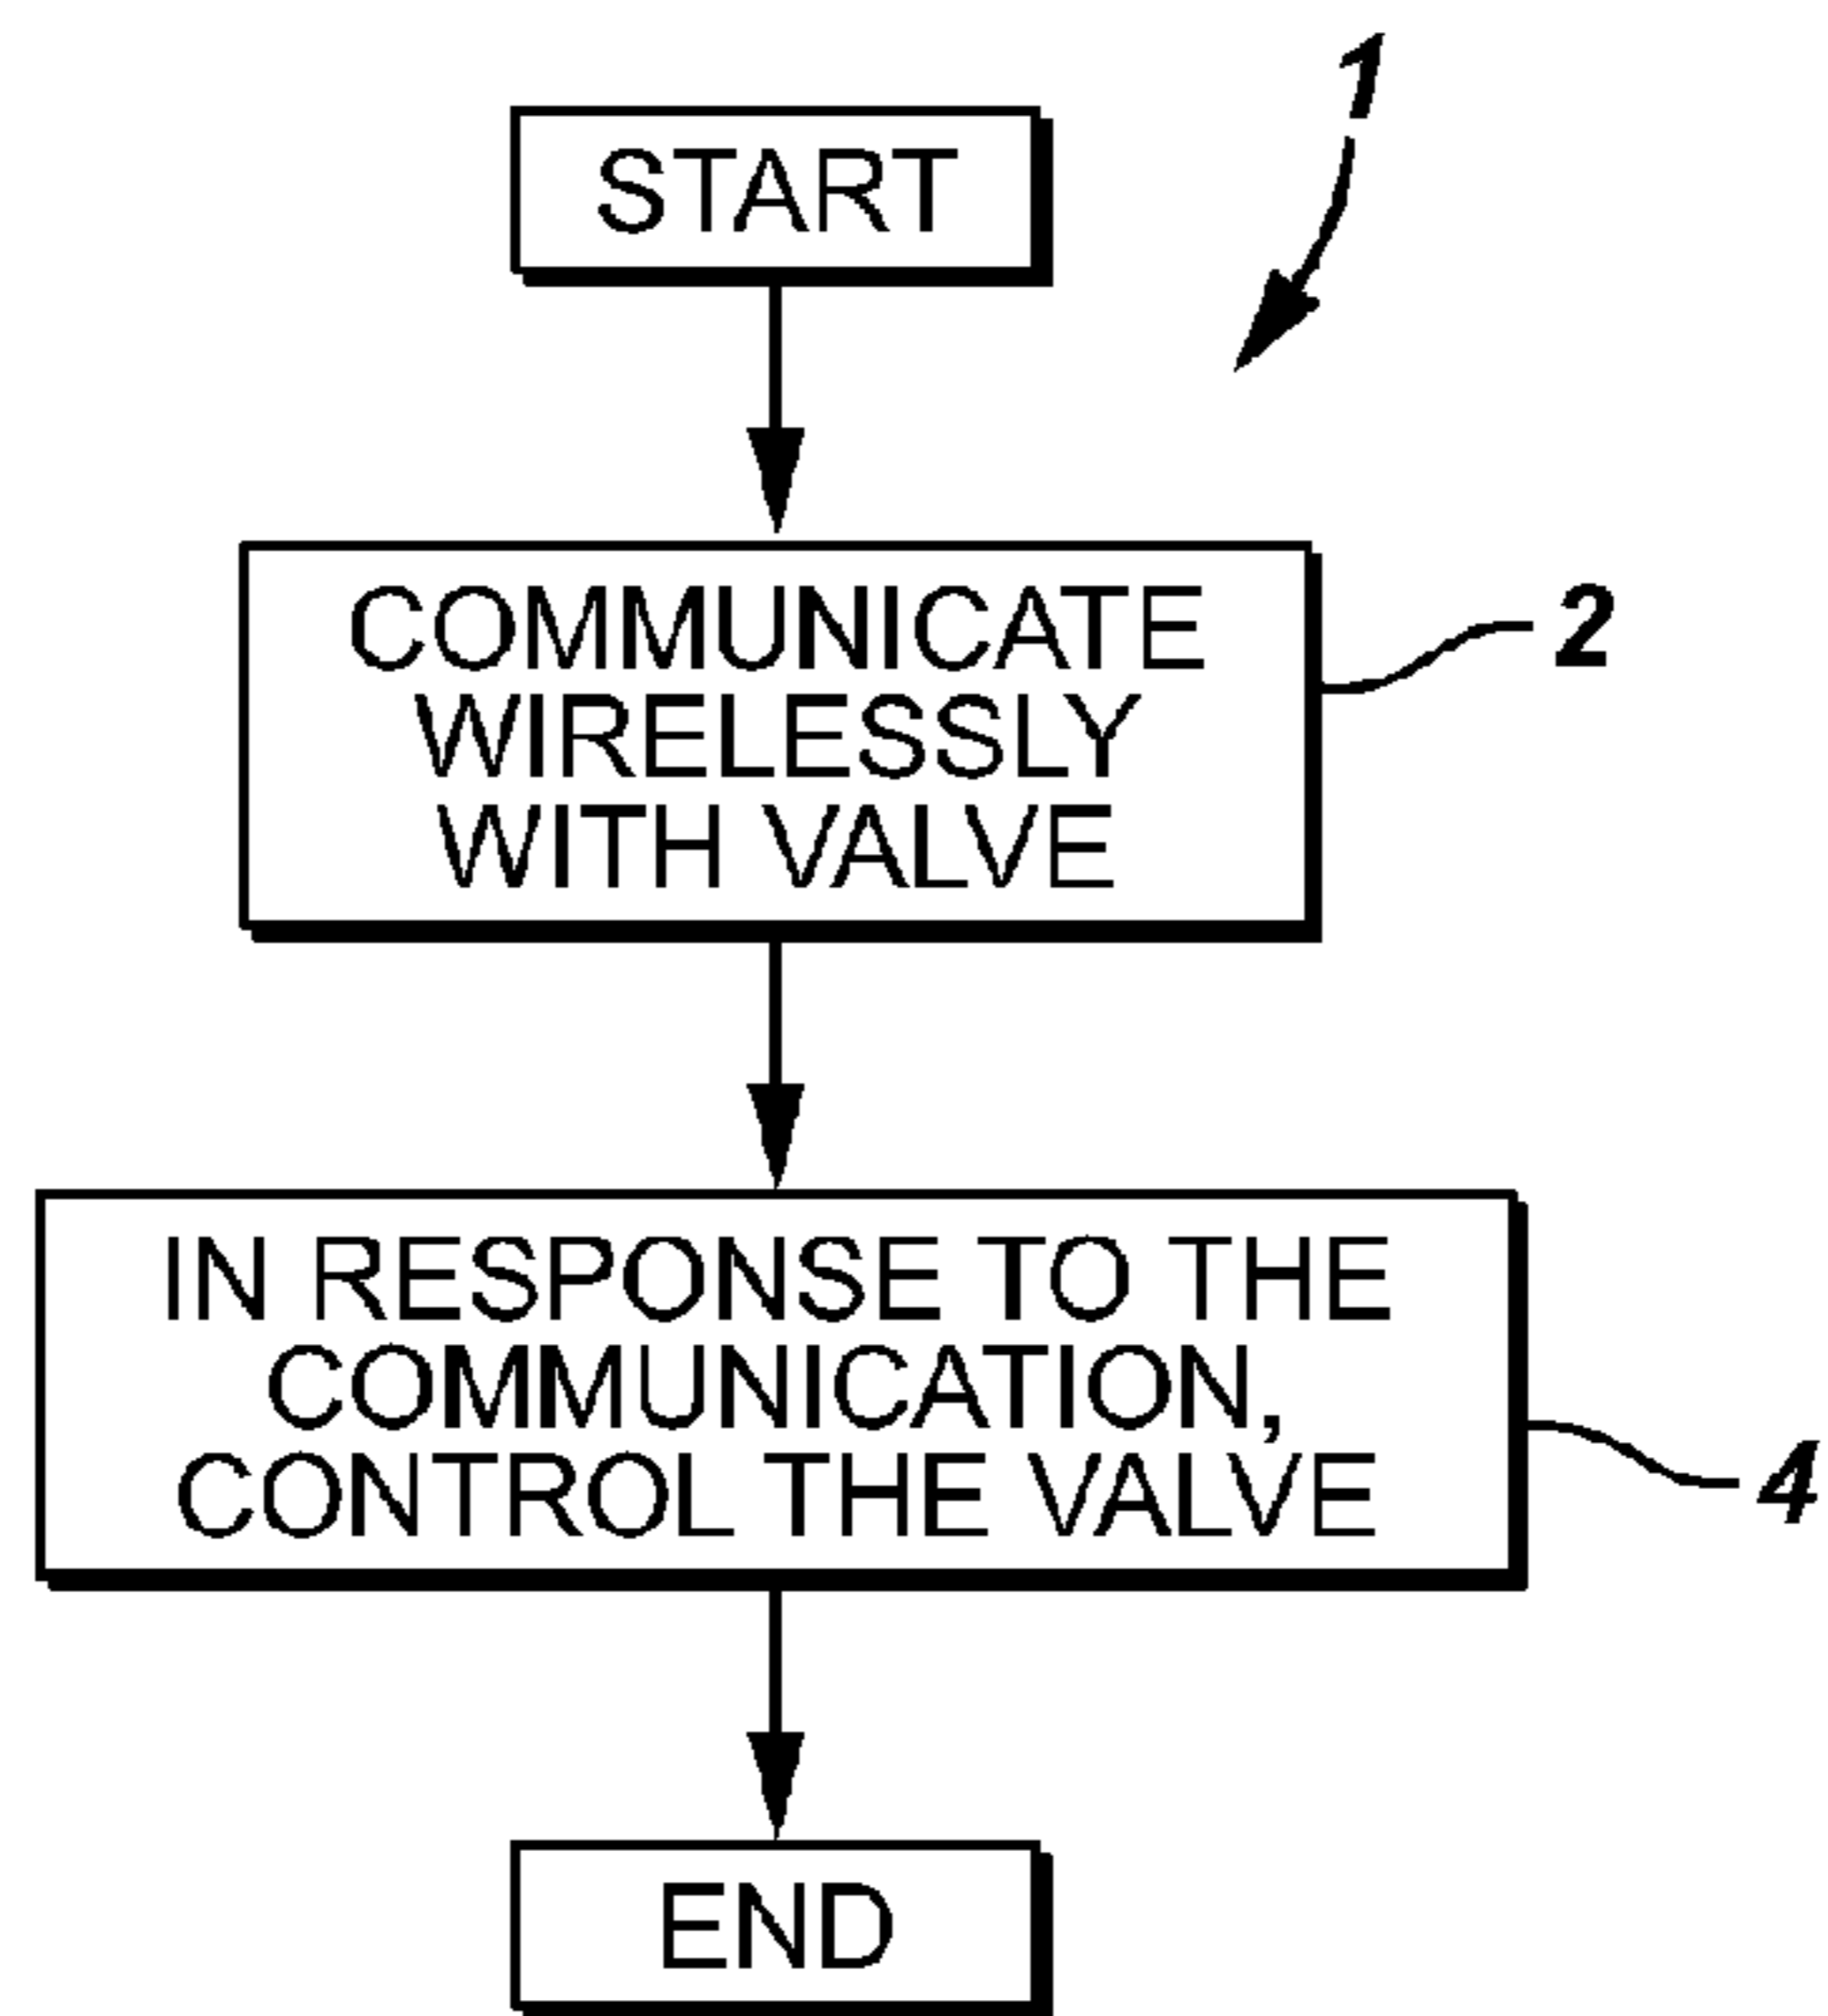 1
START
COMMUNICATE
WIRELESSLY
WITH VALVE
2
IN RESPONSE TO THE
COMMUNICATION,
CONTROL THE VALVE
4
END